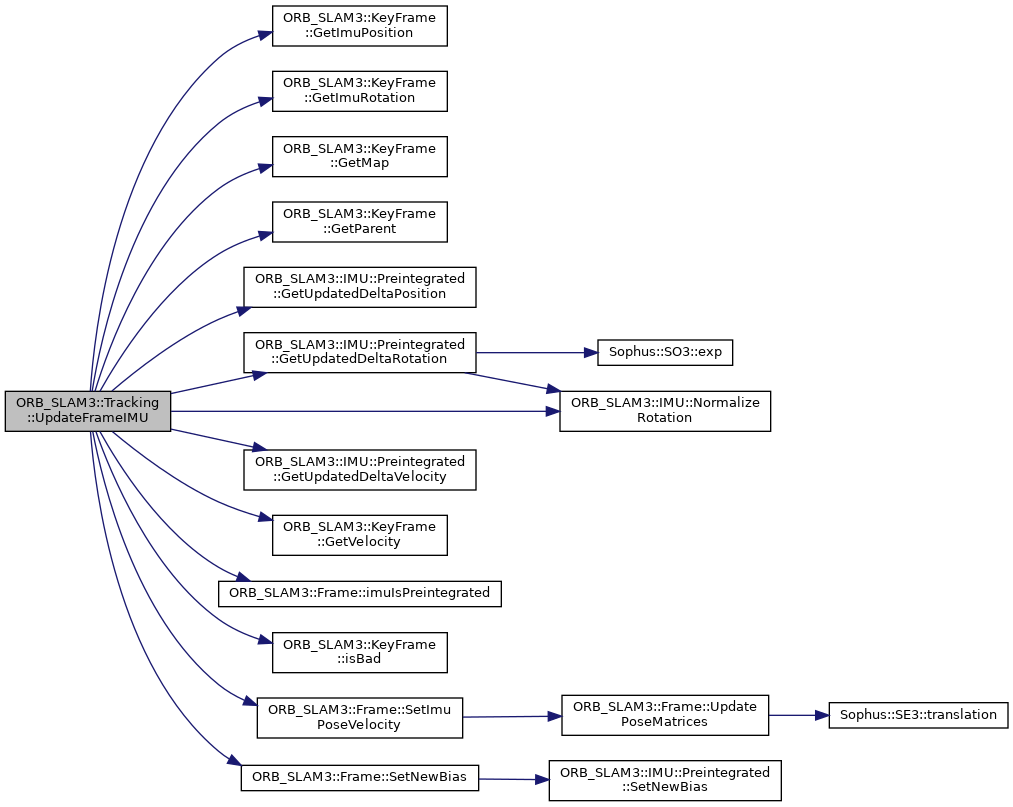 ORB_SLAM3::KeyFrame
::GetImuPosition
ORB_SLAM3::KeyFrame
::GetImuRotation
ORB_SLAM3::KeyFrame
::GetMap
ORB_SLAM3::KeyFrame
::GetParent
ORB_SLAM3::IMU::Preintegrated
::GetUpdatedDeltaPosition
ORB_SLAM3::IMU::Preintegrated
::GetUpdatedDeltaRotation
Sophus::SO3::exp
ORB_SLAM3::Tracking
::UpdateFrameIMU
ORB_SLAM3::IMU::Normalize
Rotation
ORB_SLAM3::IMU::Preintegrated
::GetUpdatedDeltaVelocity
ORB_SLAM3::KeyFrame
::GetVelocity
ORB_SLAM3::Frame::imuIsPreintegrated
ORB_SLAM3::KeyFrame
::isBad
ORB_SLAM3::Frame::SetImu
PoseVelocity
ORB_SLAM3::Frame::Update
PoseMatrices
Sophus::SE3::translation
ORB_SLAM3::Frame::SetNewBias
ORB_SLAM3::IMU::Preintegrated
::SetNewBias